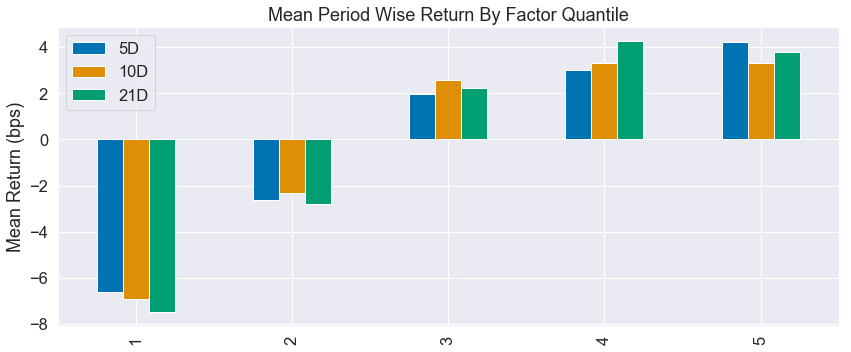 Mean Period Wise Return By Factor Quantile
5D
10D
21D
Mean Return (bps)
4
2
0
−2
−4
−6
−8
1
2
3
4
5